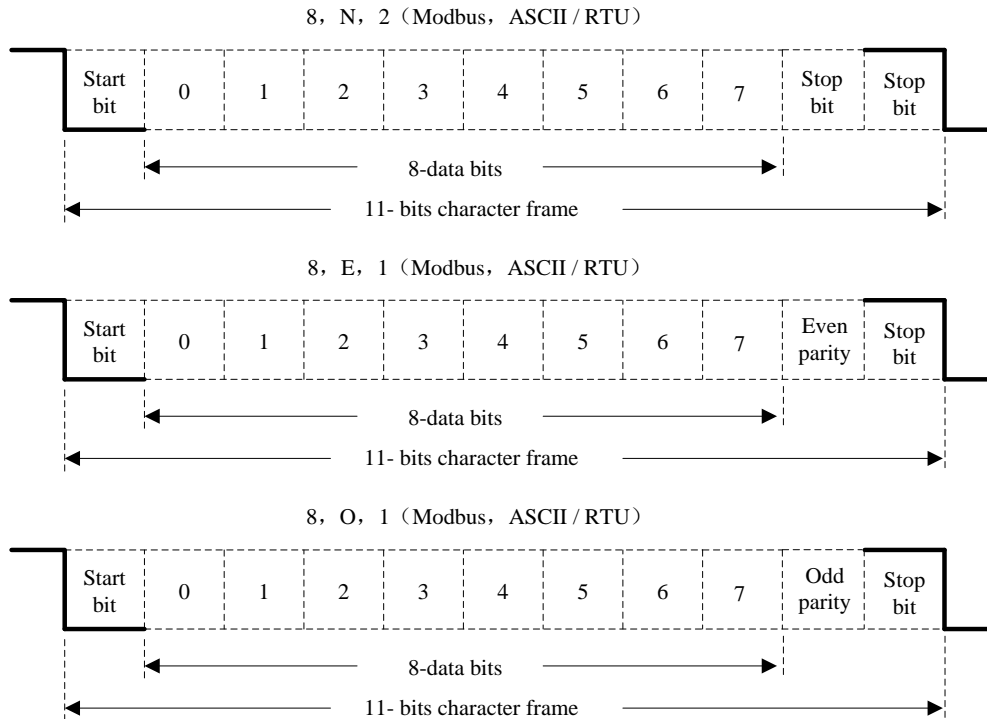 8，N，2（Modbus，ASCII / RTU）
Start bit 0 1 2 3 4 5 6 7 Stop bit Stop bit
8-data bits
11- bits character frame
8，E，1（Modbus，ASCII / RTU）
Start bit 0 1 2 3 4 5 6 7 Even parity Stop bit
8-data bits
11- bits character frame
8，O，1（Modbus，ASCII / RTU）
Start bit 0 1 2 3 4 5 6 7 Odd parity Stop bit
8-data bits
11- bits character frame